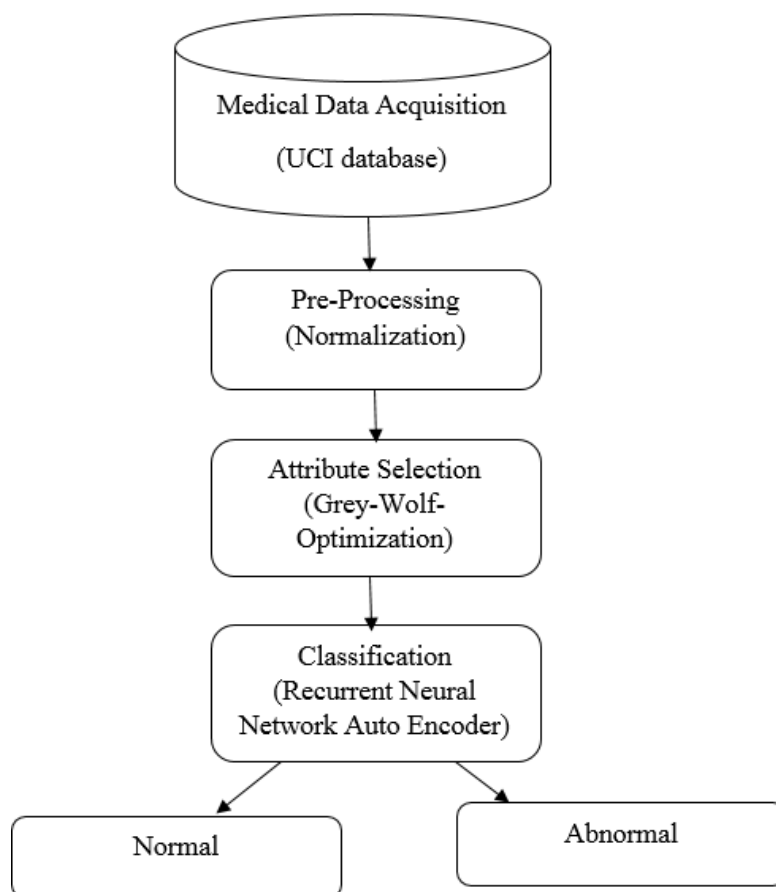 Medical Data Acquisition
(UCI database)
Pre-Processing
(Normalization)
Attribute Selection
(Grey-Wolf-
Optimization)
Classification
(Recurrent Neural
Network Auto Encoder)
Normal
Abnormal